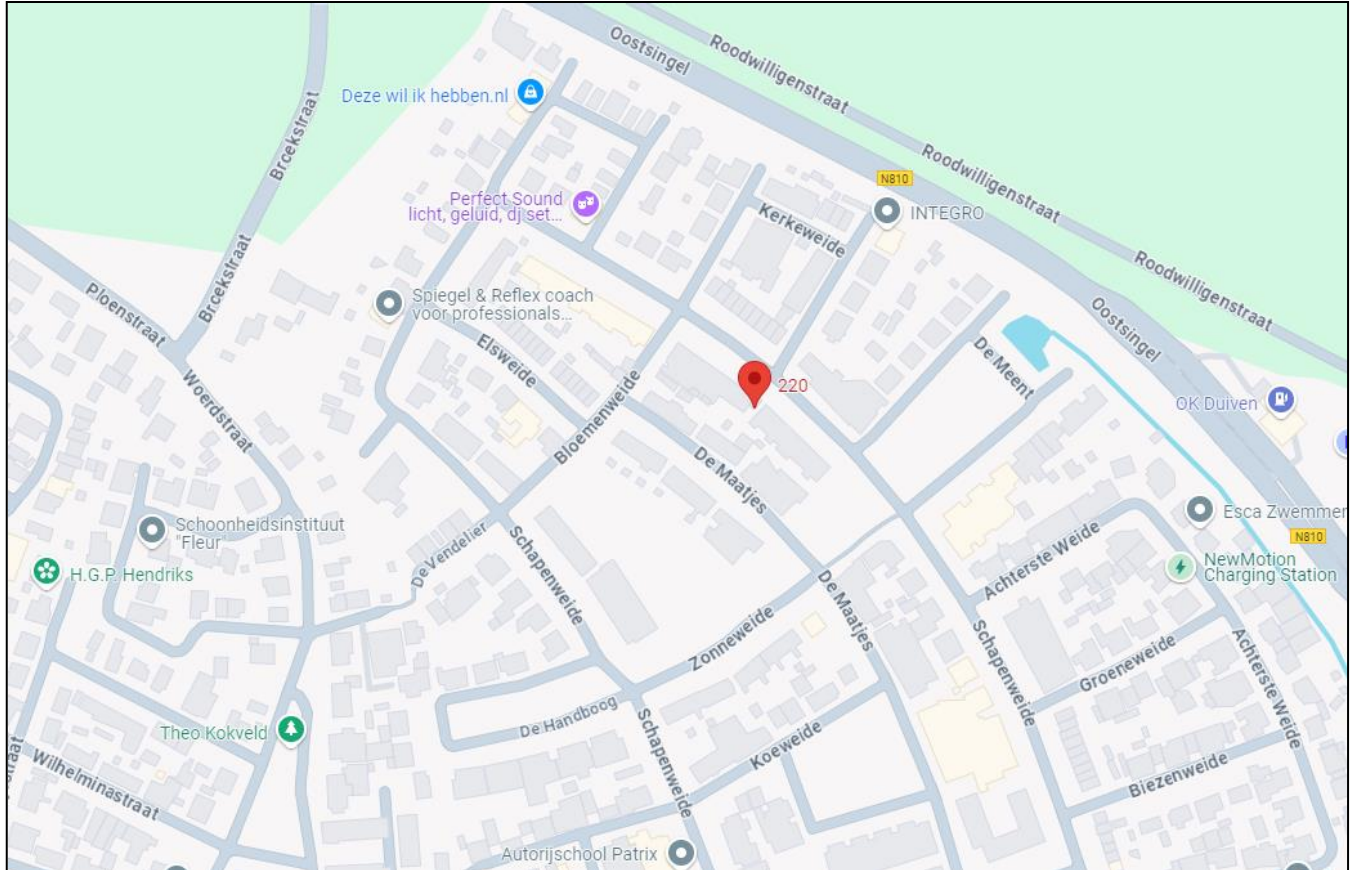 Oostsingel
Roodwilligenstraat
Deze wil ik hebben.nl
Broekstraat
Roodwilligenstraat
N810
Perfect Sound
licht, geluid, dj set...
Kerkeweide
INTEGRO
Broekstraat
Roodwilligenstraat
Ploenstraat
Spiegel & Reflex coach
voor professionals...
Oostsingel
Elsweide
De Meent
220
OK Duiven
Woerdstraat
Bloemenweide
De Maatjes
Schoonheidsinstituut
"Fleur
Esca Zwemmer
N810
De Vendelier
Schapenweide
Achterste Weide
NewMotion
Charging Station
H.G.P. Hendriks
De Maatjes
Zonneweide
Schapenweide
Groeneweide
Achterste Weide
De Handboog
Theo Kokveld
Schapenweide
Koeweide
Wilhelminastraat
Biezenweide
Autorijschool Patrix